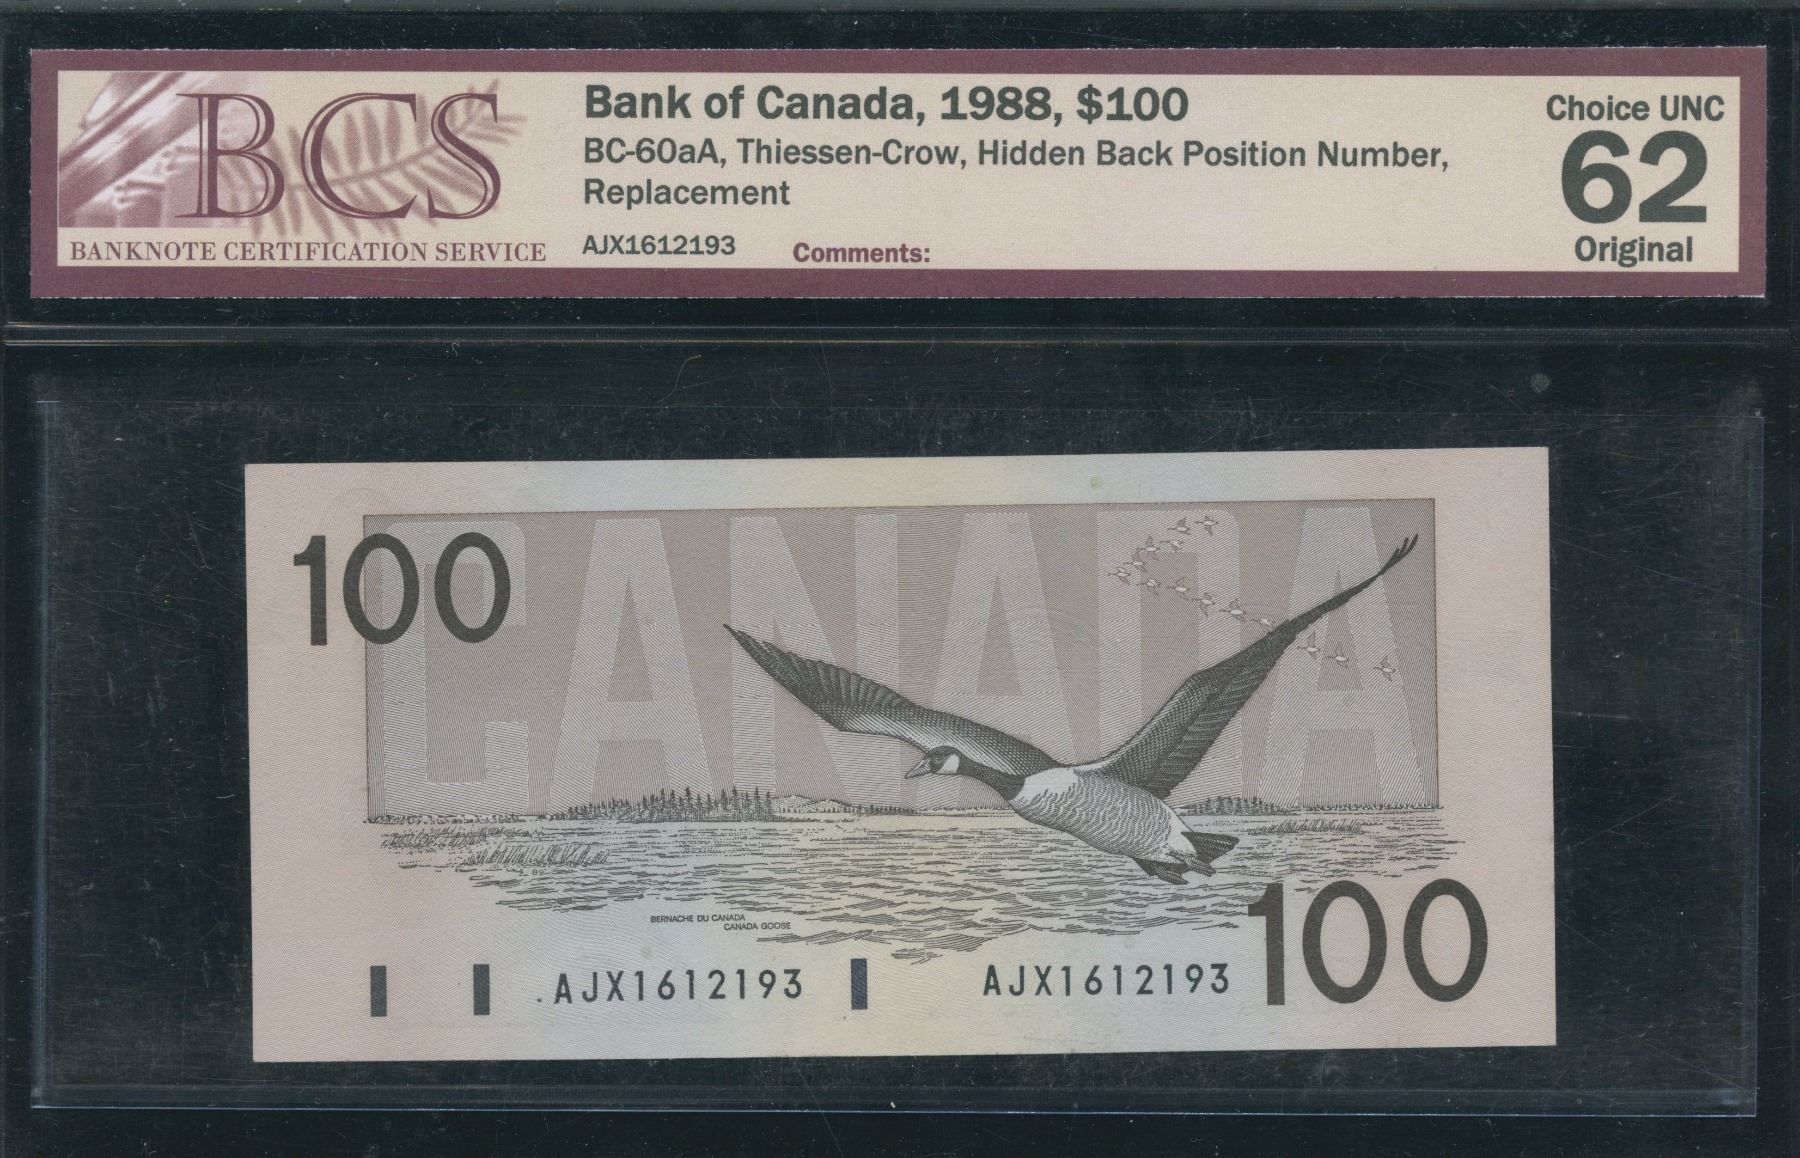 BCS
BANKNOTE CERTIFICATION SERVICE
Bank of Canada, 1988, $100
BC-60aA, Thiessen-Crow, Hidden Back Position Number,
Replacement
AJX1612193
Comments:
Choice UNC
62
Original
100
CANADA
BERNACHE DU CANADA
CANADA GOOSE
AJX1612193
AJX1612193
100